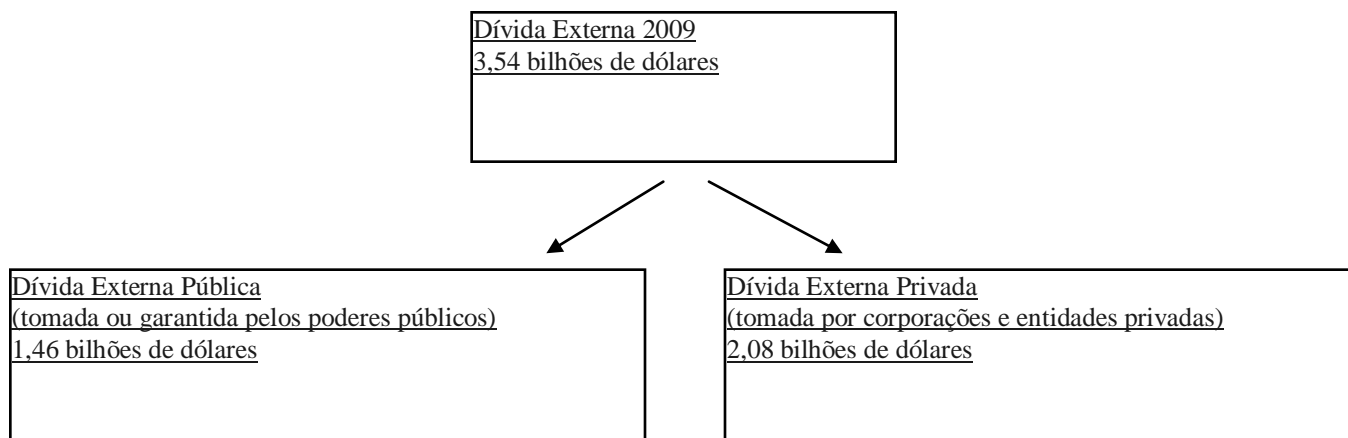 Dívida Externa 2009
3,54 bilhões de dólares
Dívida Externa Pública
(tomada ou garantida pelos poderes públicos)
1,46 bilhões de dólares
Dívida Externa Privada
(tomada por corporações e entidades privadas)
2,08 bilhões de dólares